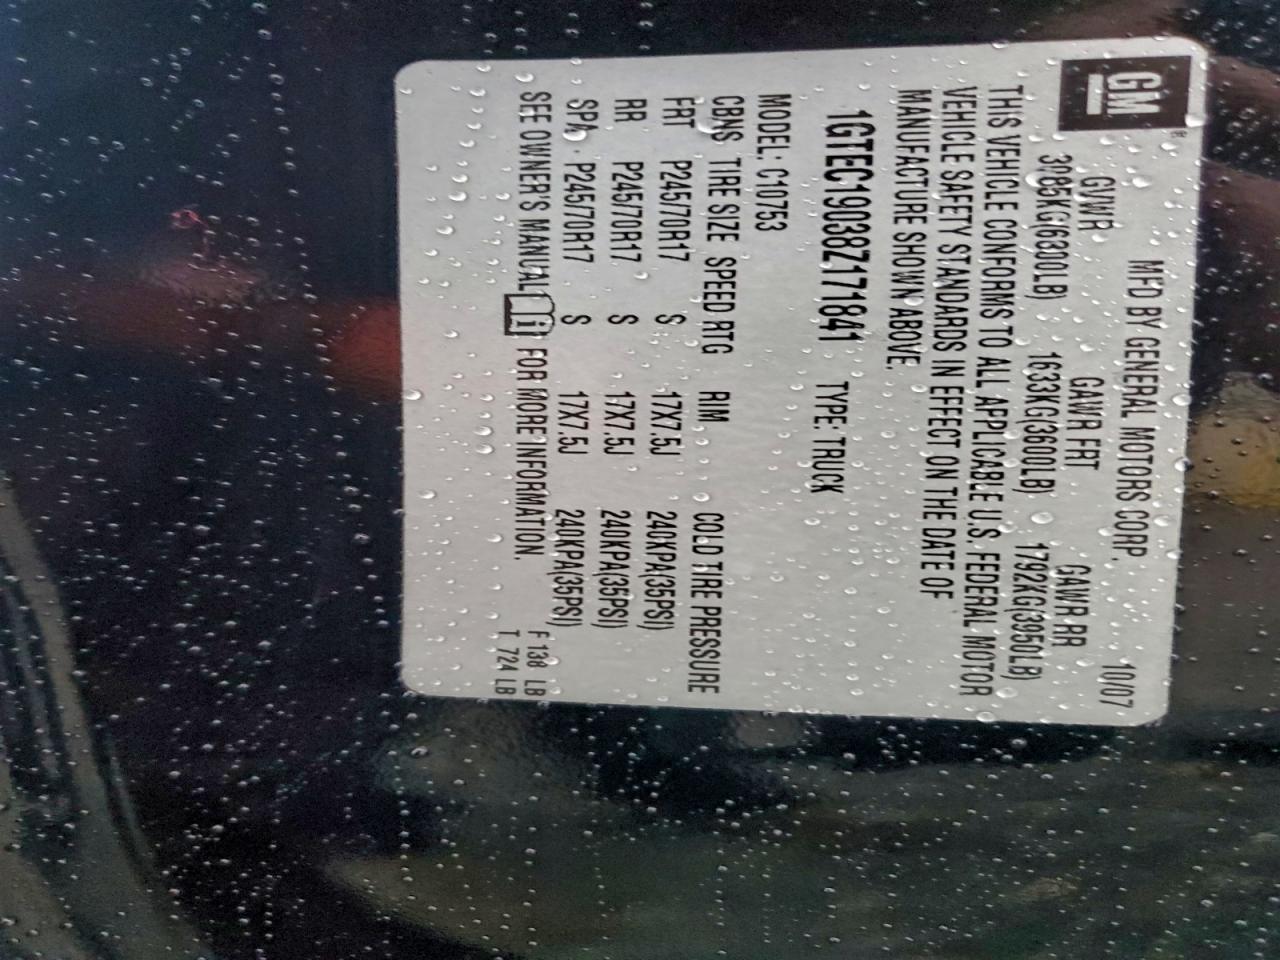 GM
MFD BY GENERAL MOTORS CORP. 10/07
GVWR GAWR FRT GAWR RR
(6300LB) 1633KG(3600LB) 1792KG(3950LB)
THIS VEHICLE CONFORMS TO ALL APPLICABLE U.S. FEDERAL MOTOR
VEHICLE SAFETY STANDARDS IN EFFECT ON THE DATE OF
MANUFACTURE SHOWN ABOVE.
1GTEC19038Z171841 TYPE: TRUCK
MODEL: C10753
TIRE SIZE SPEED RTG RIM COLD TIRE PRESSURE
FRT P245/70R17 S 17X7.5J 240KPA(35PSI)
RR P245/70R17 S 17X7.5J 240KPA(35PSI)
SPA P245/70R17 S 17X7.5J 240KPA(35PSI)
SEE OWNER'S MANUAL FOR MORE INFORMATION.
F 138 LB
T 724 LB